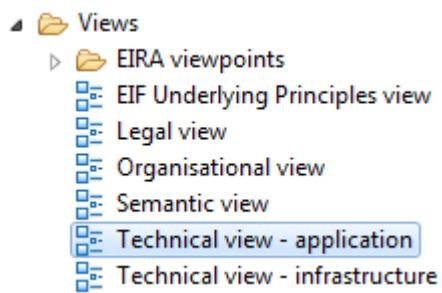 Views
EIRA viewpoints
EIF Underlying Principles view
Legal view
Organisational view
Semantic view
Technical view - application
Technical view - infrastructure